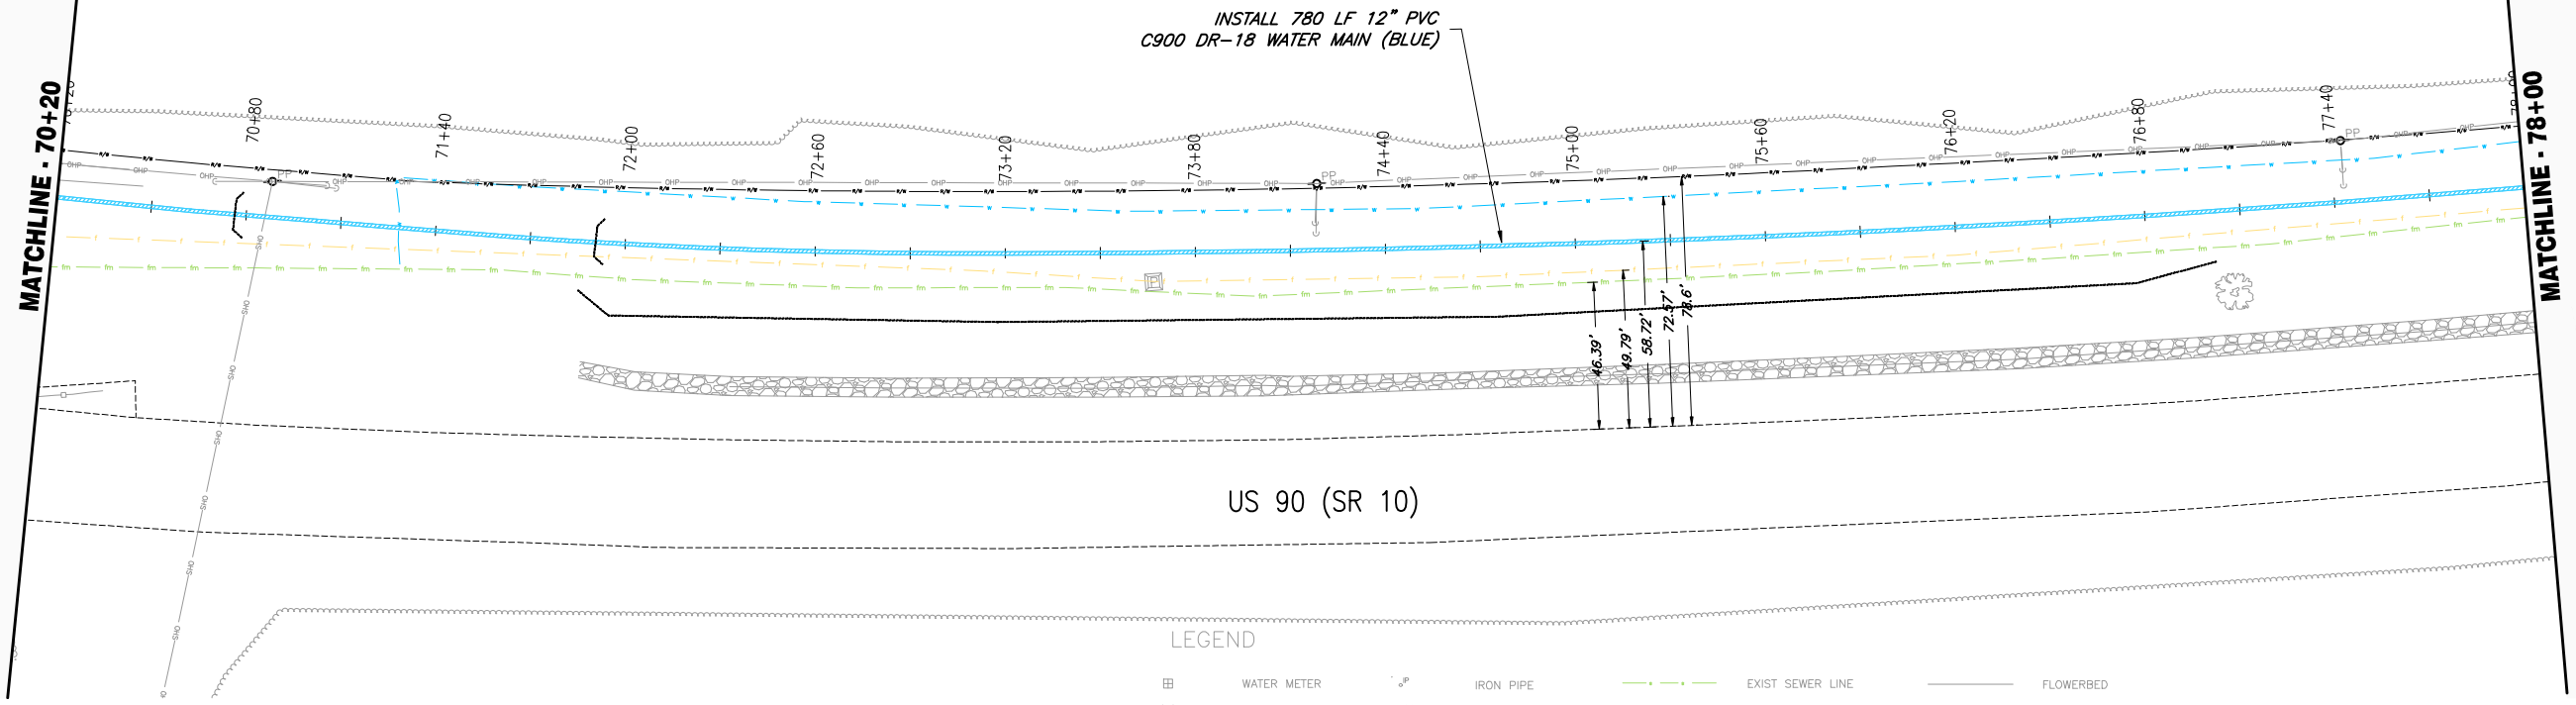 INSTALL 780 LF 12" PVC
C900 DR-18 WATER MAIN (BLUE)
MATCHLINE - 70+20
70+80
71+40
72+00
72+60
73+20
73+80
74+40
75+00
75+60
76+20
76+80
77+40
MATCHLINE - 78+00
PP
PP
PP
46.39'
49.79'
58.72'
72.57'
US 90 (SR 10)
LEGEND
WATER METER
IP
IRON PIPE
EXIST SEWER LINE
FLOWERBED